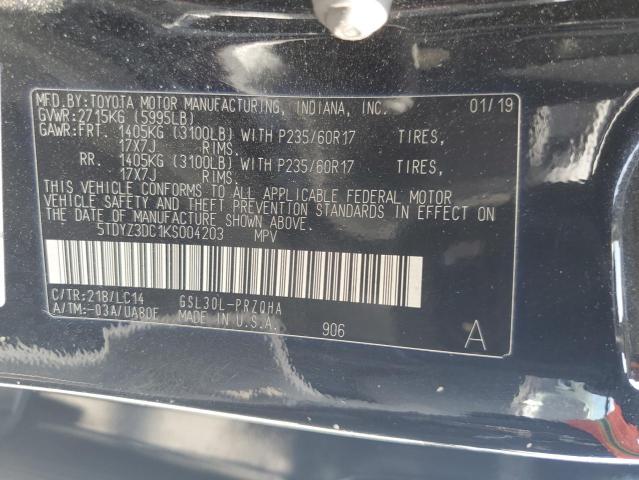 MFD.BY:TOYOTA MOTOR MANUFACTURING, INDIANA, INC. 01/19
GVWR:2715KG (5995LB)
GAWR:FRT. 1405KG (3100LB) WITH P235/60R17 TIRES,
17X7J RIMS.
RR. 1405KG (3100LB) WITH P235/60R17 TIRES,
17X7J RIMS.
THIS VEHICLE CONFORMS TO ALL APPLICABLE FEDERAL MOTOR
VEHICLE SAFETY AND THEFT PREVENTION STANDARDS IN EFFECT ON
THE DATE OF MANUFACTURE SHOWN ABOVE.
5TDYZ3DC1KS004203 MPV
C/TR:218/LC14 GSL30L-PRZQHA
A/TM:-03A/UA80F MADE IN U.S.A. 906 A